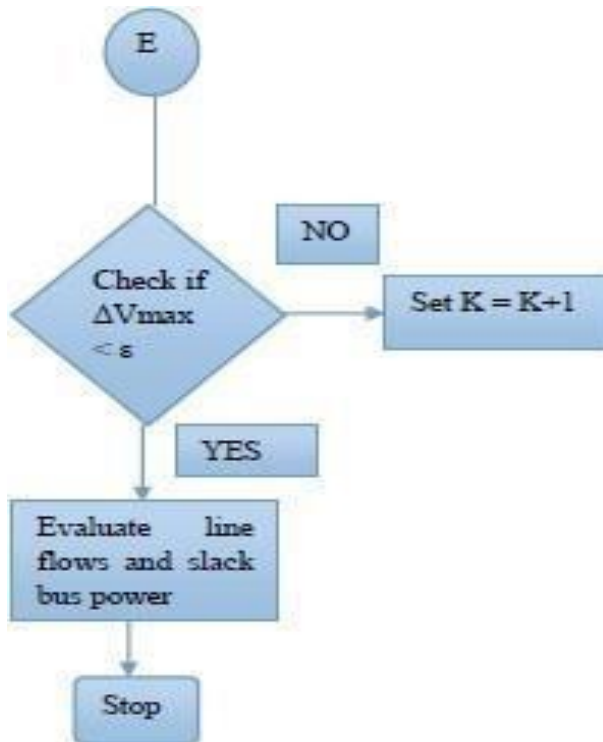 E
NO
Check if
ΔVmax
< ε
Set K = K+1
YES
Evaluate line
flows and slack
bus power
Stop